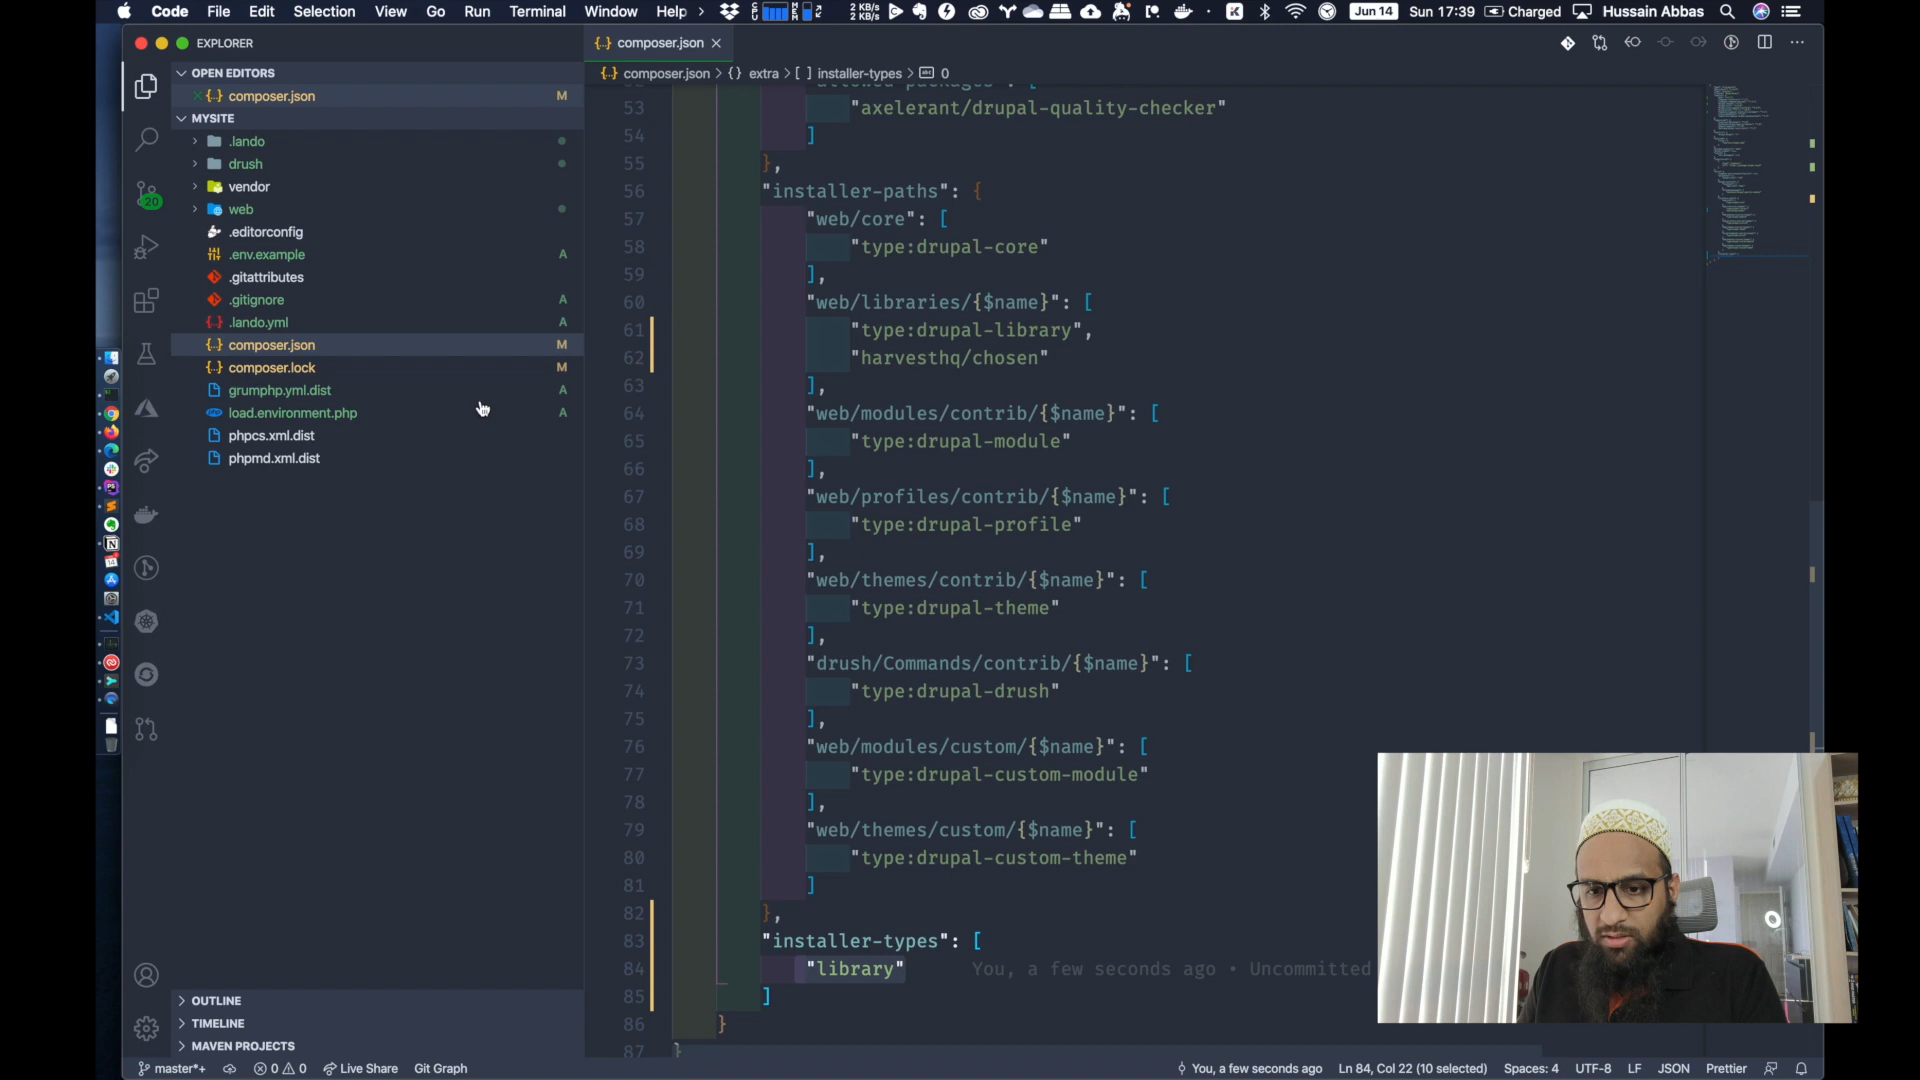 Code File Edit Selection View Go Run Terminal Window Help 2 KB/s 2 KB/s Jun 14 Sun 17:39 Charged Hussain Abbas
EXPLORER
composer.json
OPEN EDITORS
composer.json M
MYSITE
.lando
drush
vendor
web
.editorconfig
.env.example A
.gitattributes
.gitignore A
.lando.yml A
composer.json M
composer.lock M
grumphp.yml.dist A
load.environment.php A
phpcs.xml.dist
phpmd.xml.dist
20
OUTLINE
TIMELINE
MAVEN PROJECTS
composer.json > {} extra > [ ] installer-types > 0
53 "axelerant/drupal-quality-checker"
54 ]
55 },
56 "installer-paths": {
57 "web/core": [
58 "type:drupal-core"
59 ],
60 "web/libraries/{$name}": [
61 "type:drupal-library",
62 "harvesthq/chosen"
63 ],
64 "web/modules/contrib/{$name}": [
65 "type:drupal-module"
66 ],
67 "web/profiles/contrib/{$name}": [
68 "type:drupal-profile"
69 ],
70 "web/themes/contrib/{$name}": [
71 "type:drupal-theme"
72 ],
73 "drush/Commands/contrib/{$name}": [
74 "type:drupal-drush"
75 ],
76 "web/modules/custom/{$name}": [
77 "type:drupal-custom-module"
78 ],
79 "web/themes/custom/{$name}": [
80 "type:drupal-custom-theme"
81 ]
82 },
83 "installer-types": [
84 "library" You, a few seconds ago • Uncommitted
85 ]
86 }
87 }
master*+ 0 0 Live Share Git Graph You, a few seconds ago Ln 84, Col 22 (10 selected) Spaces: 4 UTF-8 LF JSON Prettier